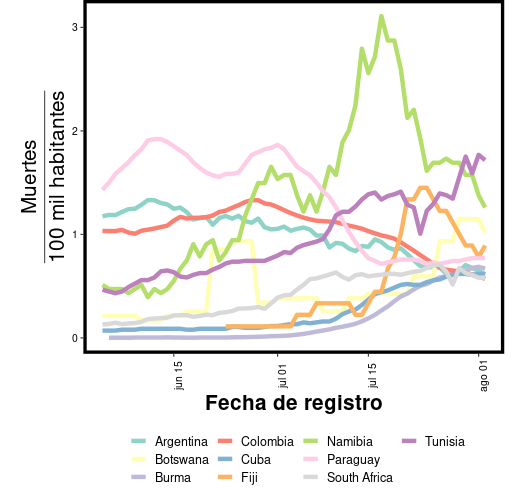 3
2
1
0
Muertes
100 mil habitantes
jun 15
jul 01
jul 15
ago 01
Fecha de registro
Argentina Colombia Namibia Tunisia
Botswana Cuba Paraguay
Burma Fiji South Africa